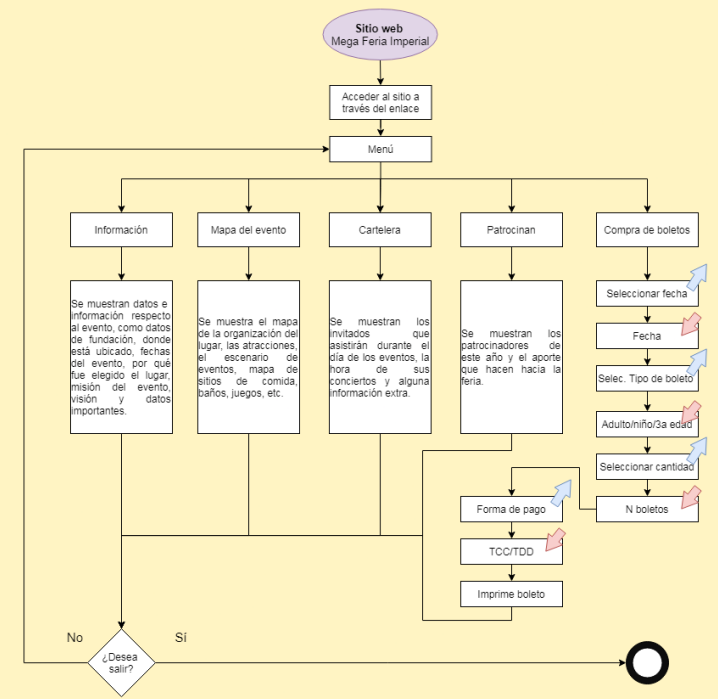 Sitio web
Mega Feria Imperial
Acceder al sitio a
través del enlace
Menú
Información
Mapa del evento
Cartelera
Patrocinan
Compra de boletos
Se muestran datos e
información respecto
al evento, como datos
de fundación, donde
está ubicado, fechas
del evento, por qué
fue elegido el lugar,
misión del evento,
visión y datos
importantes.
Se muestra el mapa
de la organización del
lugar, las atracciones,
el escenario de
eventos, mapa de
sitios de comida,
baños, juegos, etc.
Se muestran los
invitados que
asistirán durante el
día de los eventos, la
hora de sus
conciertos y alguna
información extra.
Se muestran los
patrocinadores de
este año y el aporte
que hacen hacia la
feria.
Seleccionar fecha
Fecha
Selec. Tipo de boleto
Adulto/niño/3a edad
Seleccionar cantidad
N boletos
Forma de pago
TCC/TDD
Imprime boleto
No
Sí
¿Desea
salir?